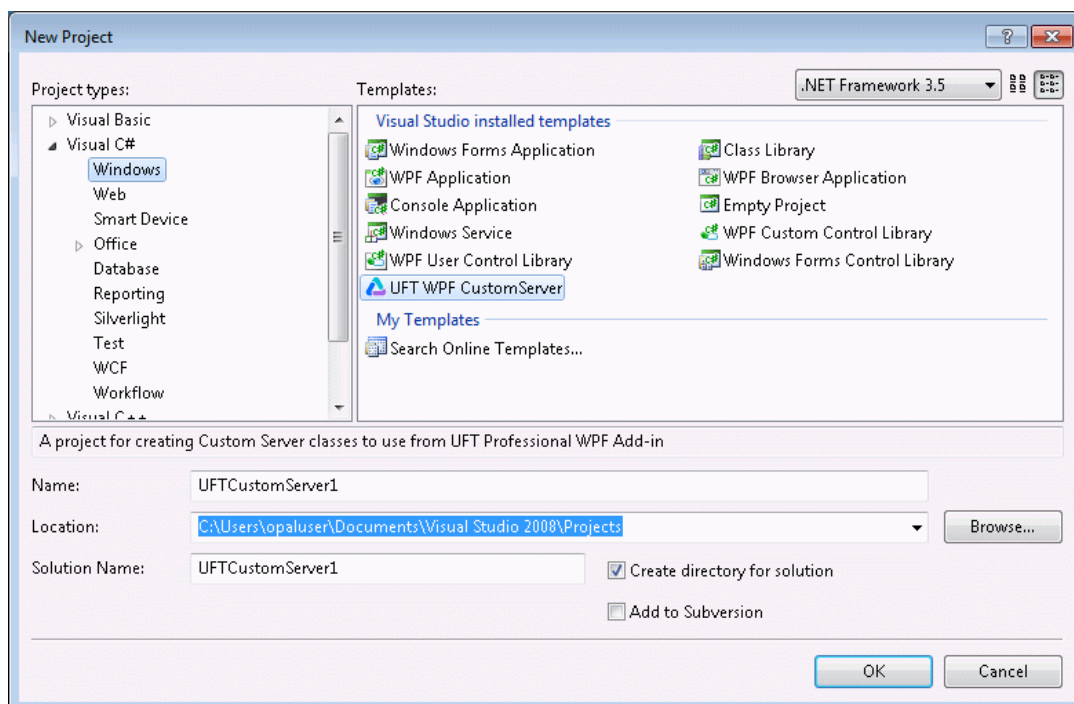 New Project
Project types:
Templates:
.NET Framework 3.5
Visual Basic
Visual C#
Windows
Web
Smart Device
Office
Database
Reporting
Silverlight
Test
WCF
Workflow
Visual C++
Visual Studio installed templates
Windows Forms Application
Class Library
WPF Application
WPF Browser Application
Console Application
Empty Project
Windows Service
WPF Custom Control Library
WPF User Control Library
Windows Forms Control Library
UFT WPF CustomServer
My Templates
Search Online Templates...
A project for creating Custom Server classes to use from UFT Professional WPF Add-in
Name:
UFTCustomServer1
Location:
C:\Users\opaluser\Documents\Visual Studio 2008\Projects
Browse...
Solution Name:
UFTCustomServer1
Create directory for solution
Add to Subversion
OK
Cancel